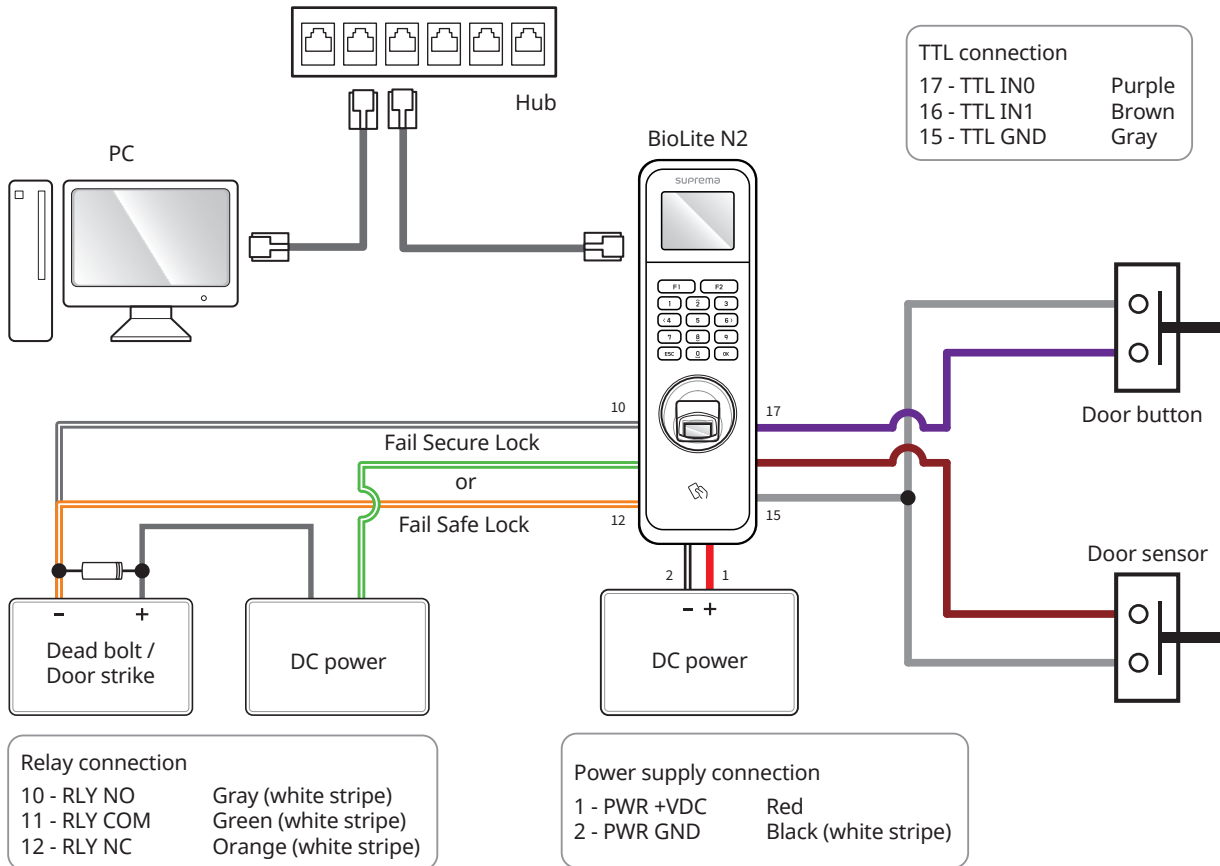 Hub
TTL connection
17 - TTL IN0 Purple
16 - TTL IN1 Brown
15 - TTL GND Gray
PC
BioLite N2
suprema
F1 F2
1 2 3
4 5 6
7 8 9
ESC 0 OK
Door button
10
17
Fail Secure Lock
or
Fail Safe Lock
12
15
Door sensor
2 1
- +
- +
Dead bolt /
Door strike
DC power
DC power
Relay connection
10 - RLY NO Gray (white stripe)
11 - RLY COM Green (white stripe)
12 - RLY NC Orange (white stripe)
Power supply connection
1 - PWR +VDC Red
2 - PWR GND Black (white stripe)